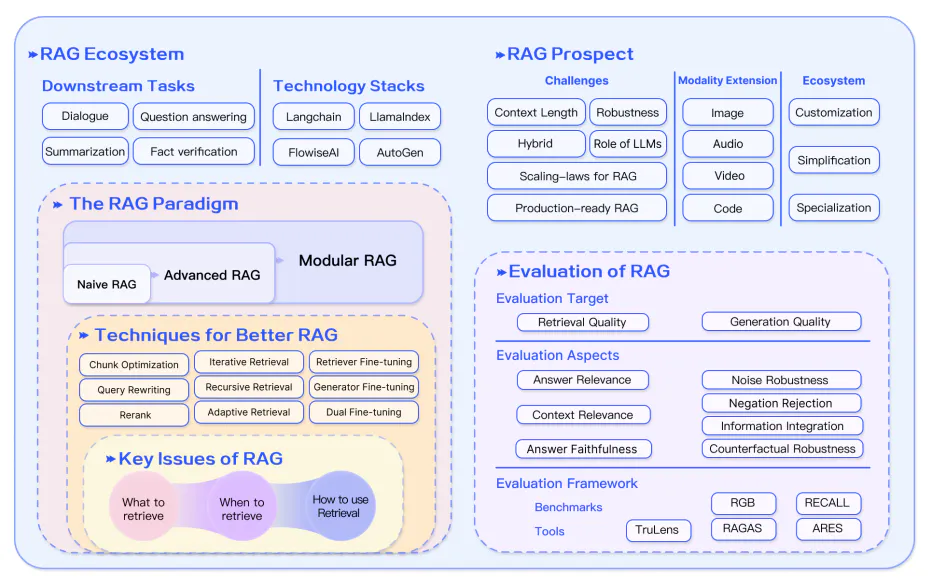 RAG Ecosystem
Downstream Tasks
Dialogue
Question answering
Summarization
Fact verification
Technology Stacks
Langchain
LlamaIndex
FlowiseAI
AutoGen
The RAG Paradigm
Naive RAG
Advanced RAG
Modular RAG
Techniques for Better RAG
Chunk Optimization
Iterative Retrieval
Retriever Fine-tuning
Query Rewriting
Recursive Retrieval
Generator Fine-tuning
Rerank
Adaptive Retrieval
Dual Fine-tuning
Key Issues of RAG
What to
retrieve
When to
retrieve
How to use
Retrieval
RAG Prospect
Challenges
Context Length
Robustness
Hybrid
Role of LLMs
Scaling-laws for RAG
Production-ready RAG
Modality Extension
Image
Audio
Video
Code
Ecosystem
Customization
Simplification
Specialization
Evaluation of RAG
Evaluation Target
Retrieval Quality
Generation Quality
Evaluation Aspects
Answer Relevance
Context Relevance
Answer Faithfulness
Noise Robustness
Negation Rejection
Information Integration
Counterfactual Robustness
Evaluation Framework
Benchmarks
RGB
RECALL
Tools
TruLens
RAGAS
ARES